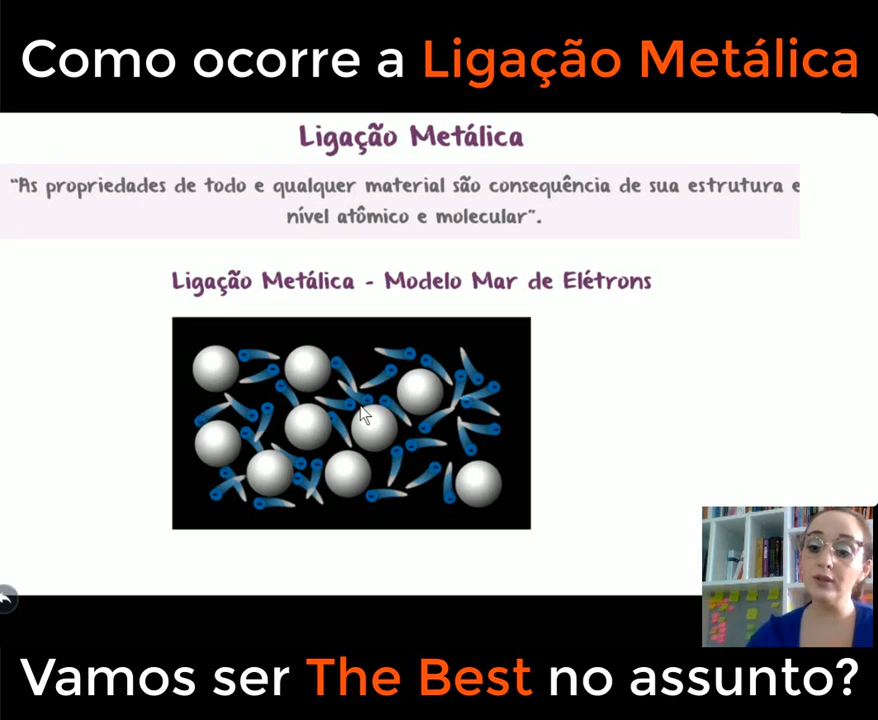 Como ocorre a Ligação Metálica
Ligação Metálica
“As propriedades de todo e qualquer material são consequência de sua estrutura e
nível atômico e molecular”.
Ligação Metálica - Modelo Mar de Elétrons
Vamos ser The Best no assunto?